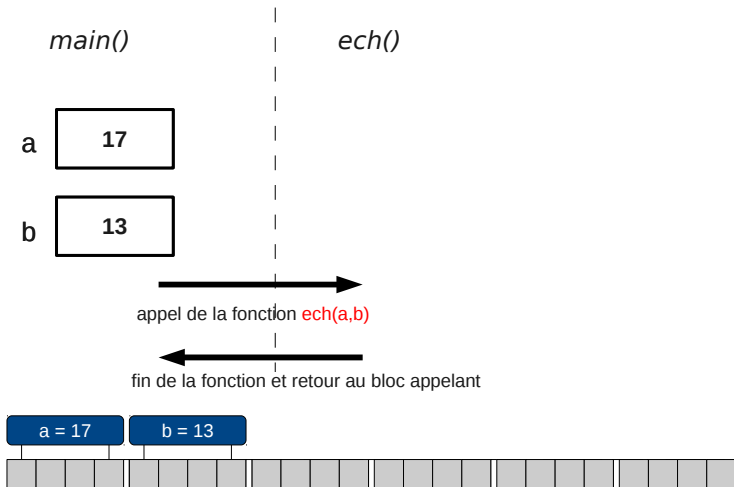 main() ech()
a 17
b 13
appel de la fonction ech(a,b)
fin de la fonction et retour au bloc appelant
a = 17 b = 13